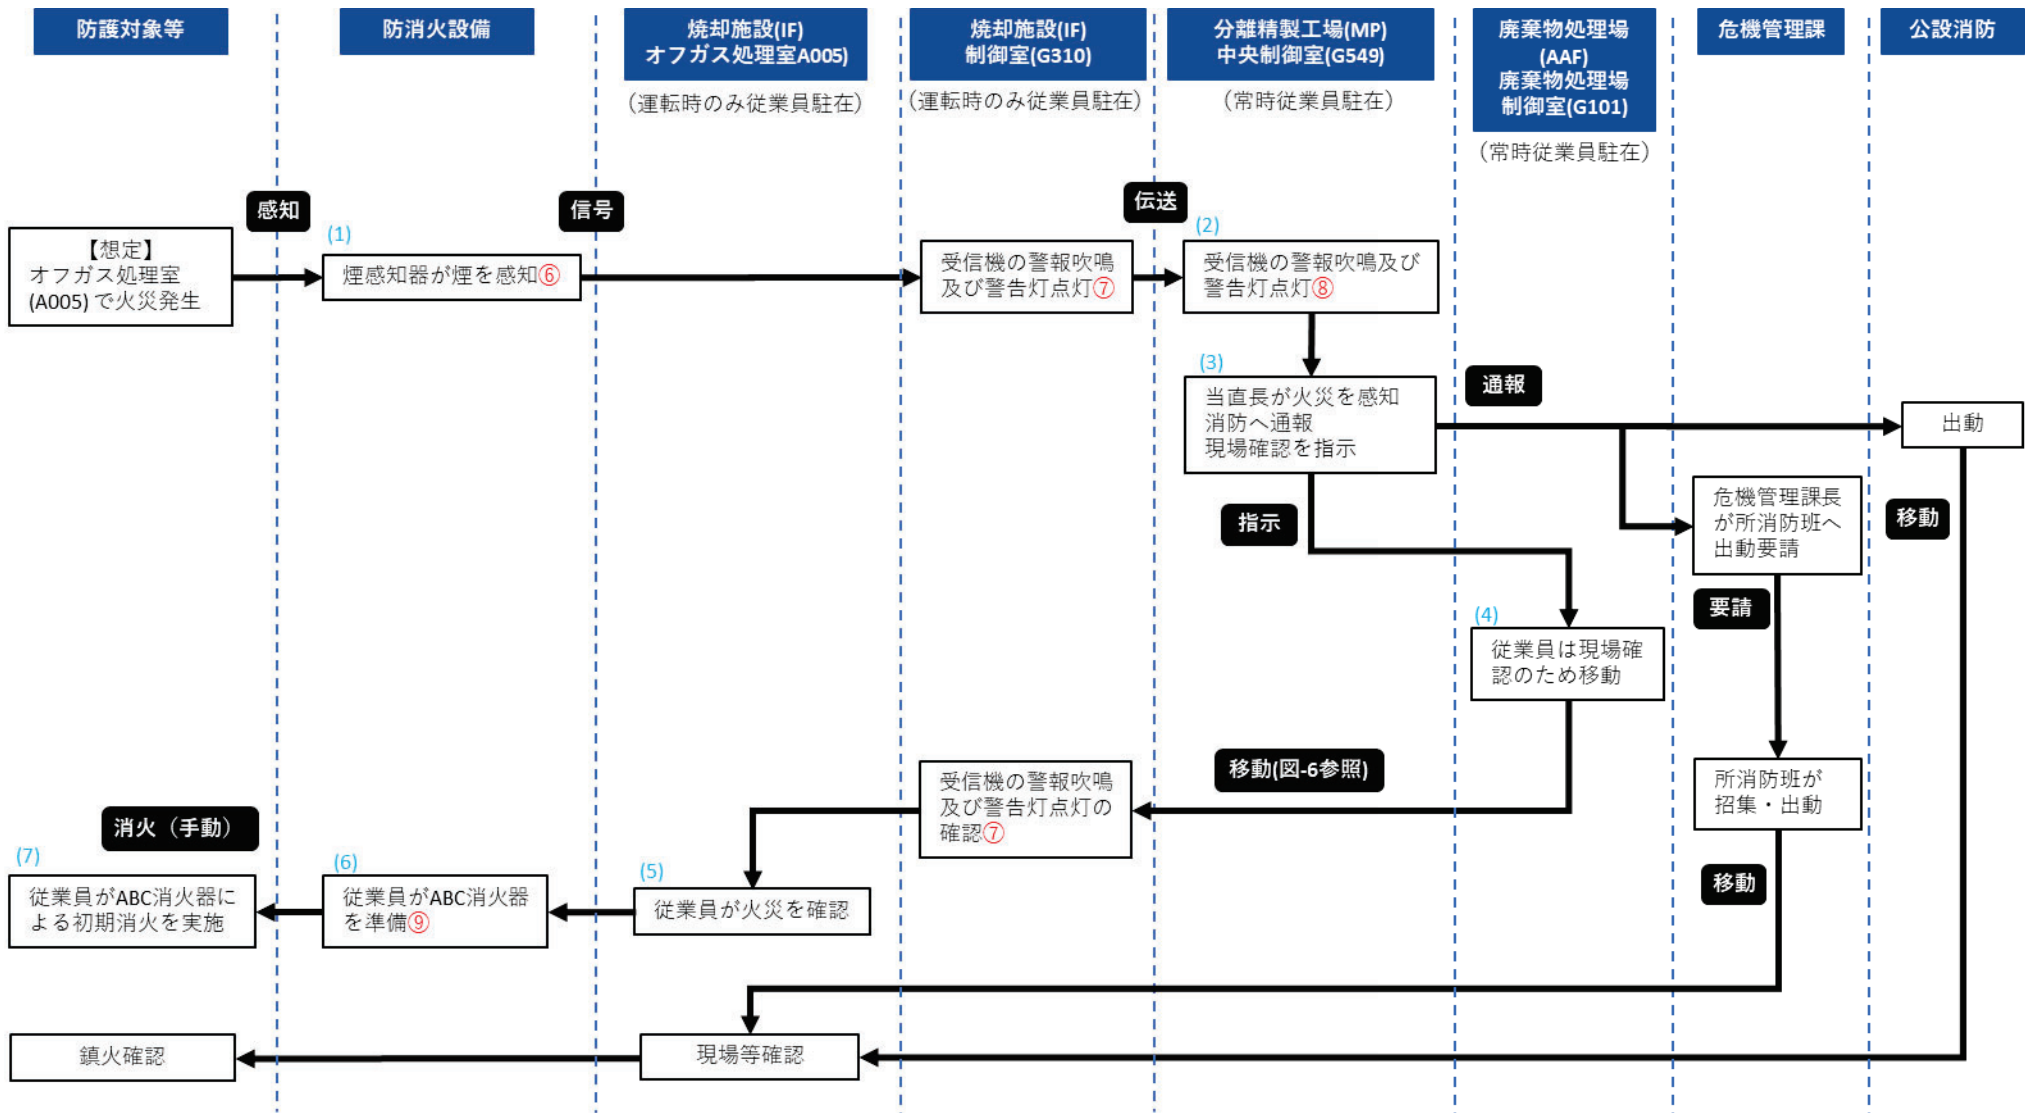 防護対象等
防消火設備
焼却施設(IF)
オフガス処理室A005)
(運転時のみ従業員駐在)
焼却施設(IF)
制御室(G310)
(運転時のみ従業員駐在)
分離精製工場(MP)
中央制御室(G549)
(常時従業員駐在)
廃棄物処理場
(AAF)
廃棄物処理場
制御室(G101)
(常時従業員駐在)
危機管理課
公設消防
感知
信号
伝送
【想定】
オフガス処理室
(A005) で火災発生
(1)
煙感知器が煙を感知⑥
受信機の警報吹鳴
及び警告灯点灯⑦
(2)
受信機の警報吹鳴及び
警告灯点灯⑧
(3)
当直長が火災を感知
消防へ通報
現場確認を指示
通報
出動
指示
危機管理課長
が所消防班へ
出動要請
移動
要請
(4)
従業員は現場確
認のため移動
移動(図-6参照)
受信機の警報吹鳴
及び警告灯点灯の
確認⑦
所消防班が
招集・出動
消火（手動）
移動
(7)
従業員がABC消火器に
よる初期消火を実施
(6)
従業員がABC消火器
を準備⑨
(5)
従業員が火災を確認
鎮火確認
現場等確認